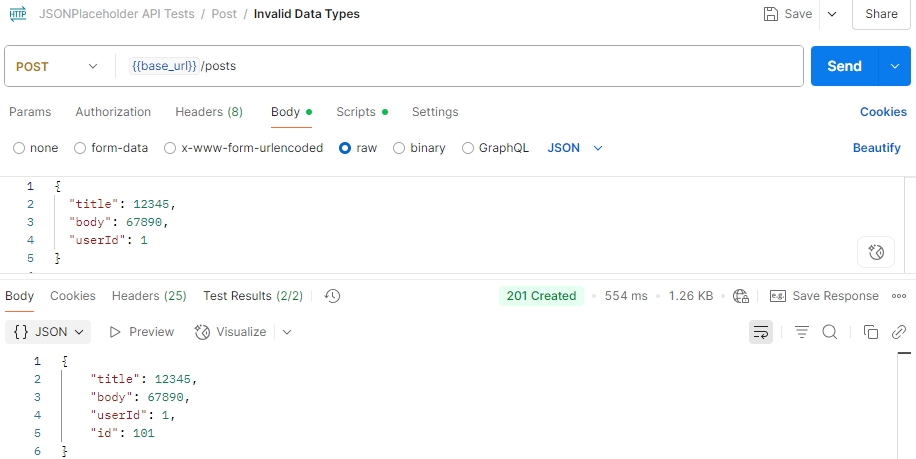 HTTP JSONPlaceholder API Tests / Post / Invalid Data Types Save Share
POST {{base_url}}/posts Send
Params Authorization Headers (8) Body Scripts Settings Cookies
none form-data x-www-form-urlencoded raw binary GraphQL JSON Beautify
1 {
2 "title": 12345,
3 "body": 67890,
4 "userId": 1
5 }
Body Cookies Headers (25) Test Results (2/2) 201 Created 554 ms 1.26 KB e.g. Save Response
{} JSON Preview Visualize
1 {
2 "title": 12345,
3 "body": 67890,
4 "userId": 1,
5 "id": 101
6 }